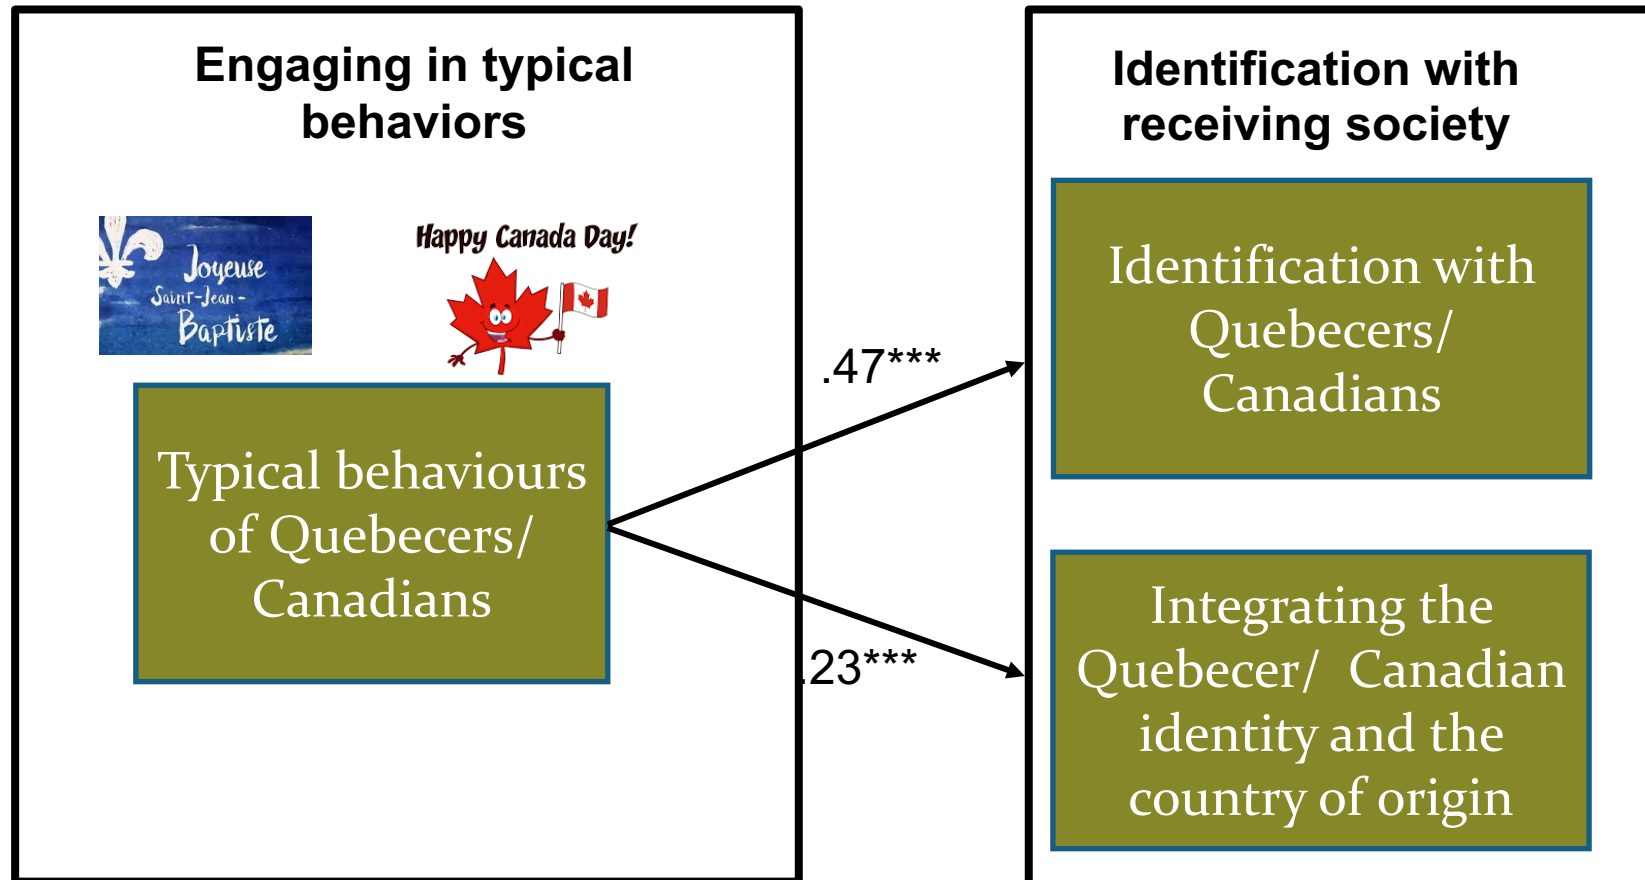 Engaging in typical
behaviors
Joyeuse
Saint-Jean-
Baptiste
Happy Canada Day!
Typical behaviours
of Quebecers/
Canadians
.47***
.23***
Identification with
receiving society
Identification with
Quebecers/
Canadians
Integrating the
Quebecer/ Canadian
identity and the
country of origin